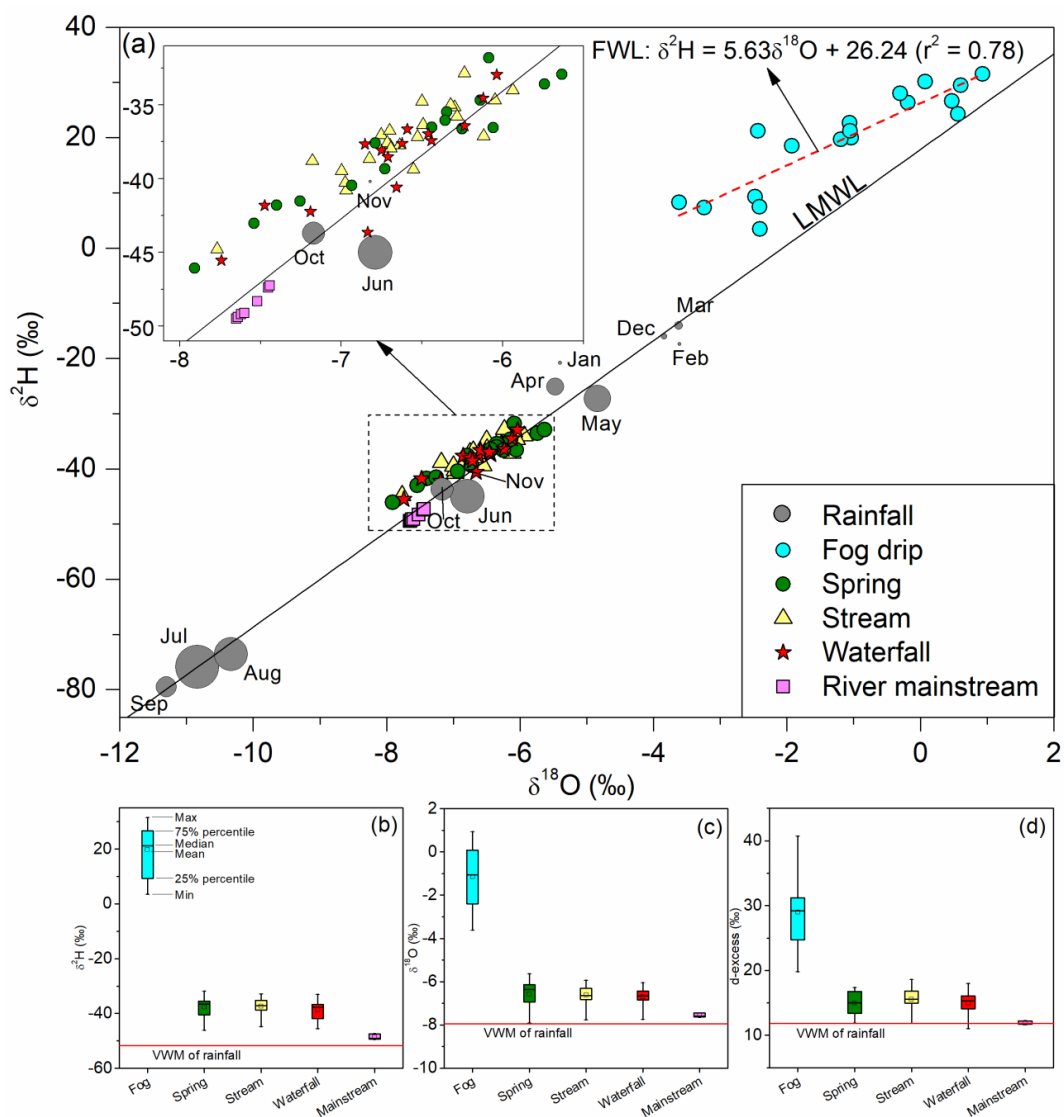 (a)
FWL: δ²H = 5.63δ¹⁸O + 26.24 (r² = 0.78)
40
20
0
-20
-40
-60
-80
δ²H (‰)
-35
-40
-45
-50
-8
-7
-6
-5
Nov
Oct
Jun
LMWL
Mar
Dec
Feb
Jan
Apr
May
Nov
Oct
Jun
Jul
Aug
Sep
Rainfall
Fog drip
Spring
Stream
Waterfall
River mainstream
-12
-10
-8
-6
-4
-2
0
2
δ¹⁸O (‰)
(b)
Max
75% percentile
Median
Mean
25% percentile
Min
20
0
-20
-40
-60
δ²H (‰)
VWM of rainfall
Fog
Spring
Stream
Waterfall
Mainstream
(c)
2
0
-2
-4
-6
-8
-10
δ¹⁸O (‰)
VWM of rainfall
Fog
Spring
Stream
Waterfall
Mainstream
(d)
40
30
20
10
d-excess (‰)
VWM of rainfall
Fog
Spring
Stream
Waterfall
Mainstream